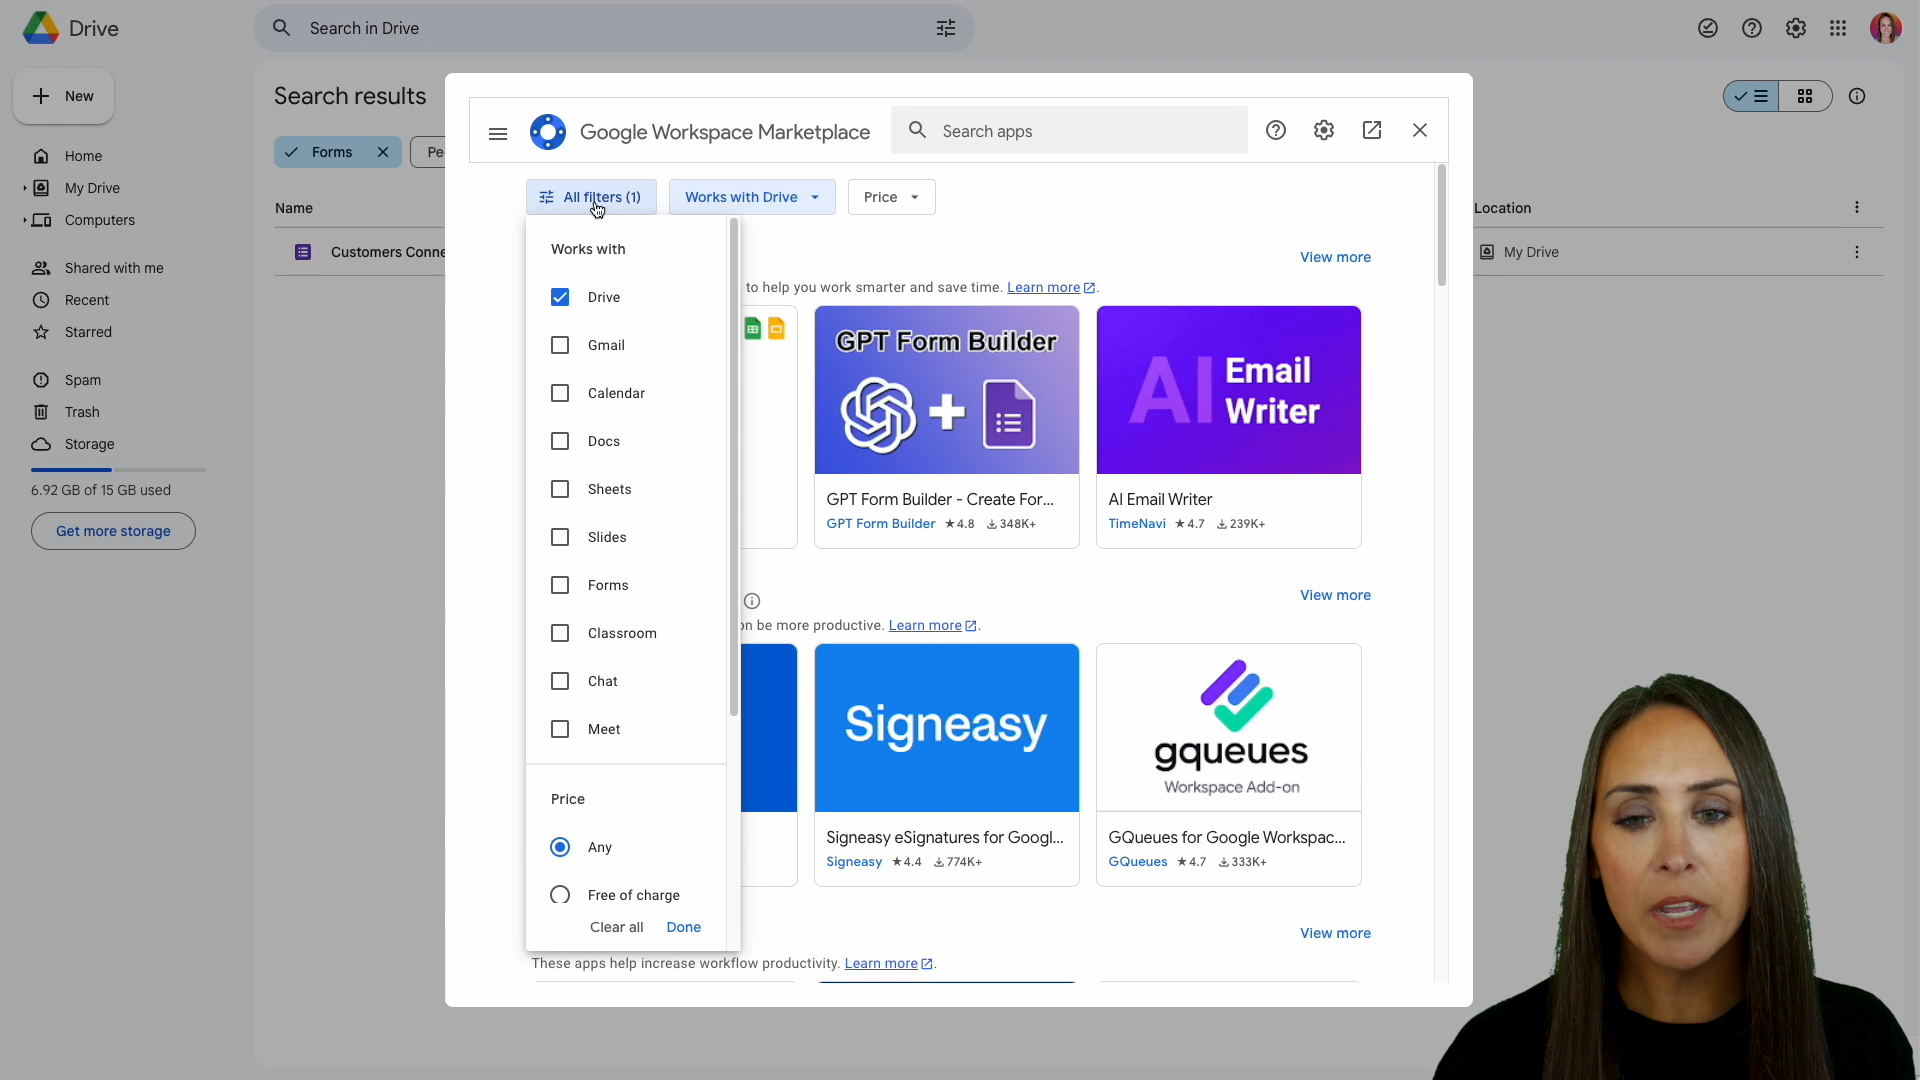 Drive
Search in Drive
New
Home
My Drive
Computers
Shared with me
Recent
Starred
Spam
Trash
Storage
6.92 GB of 15 GB used
Get more storage
Search results
Forms
Pe
Name
Location
Customers Conne
My Drive
Google Workspace Marketplace
Search apps
All filters (1)
Works with Drive
Price
Works with
Drive
Gmail
Calendar
Docs
Sheets
Slides
Forms
Classroom
Chat
Meet
Price
Any
Free of charge
Clear all
Done
View more
to help you work smarter and save time. Learn more.
GPT Form Builder
GPT Form Builder - Create For...
GPT Form Builder ★4.8 348K+
AI Email
Writer
AI Email Writer
TimeNavi ★4.7 239K+
View more
on be more productive. Learn more.
Signeasy
Signeasy eSignatures for Googl...
Signeasy ★4.4 774K+
gqueues
Workspace Add-on
GQueues for Google Workspac...
GQueues ★4.7 333K+
View more
These apps help increase workflow productivity. Learn more.